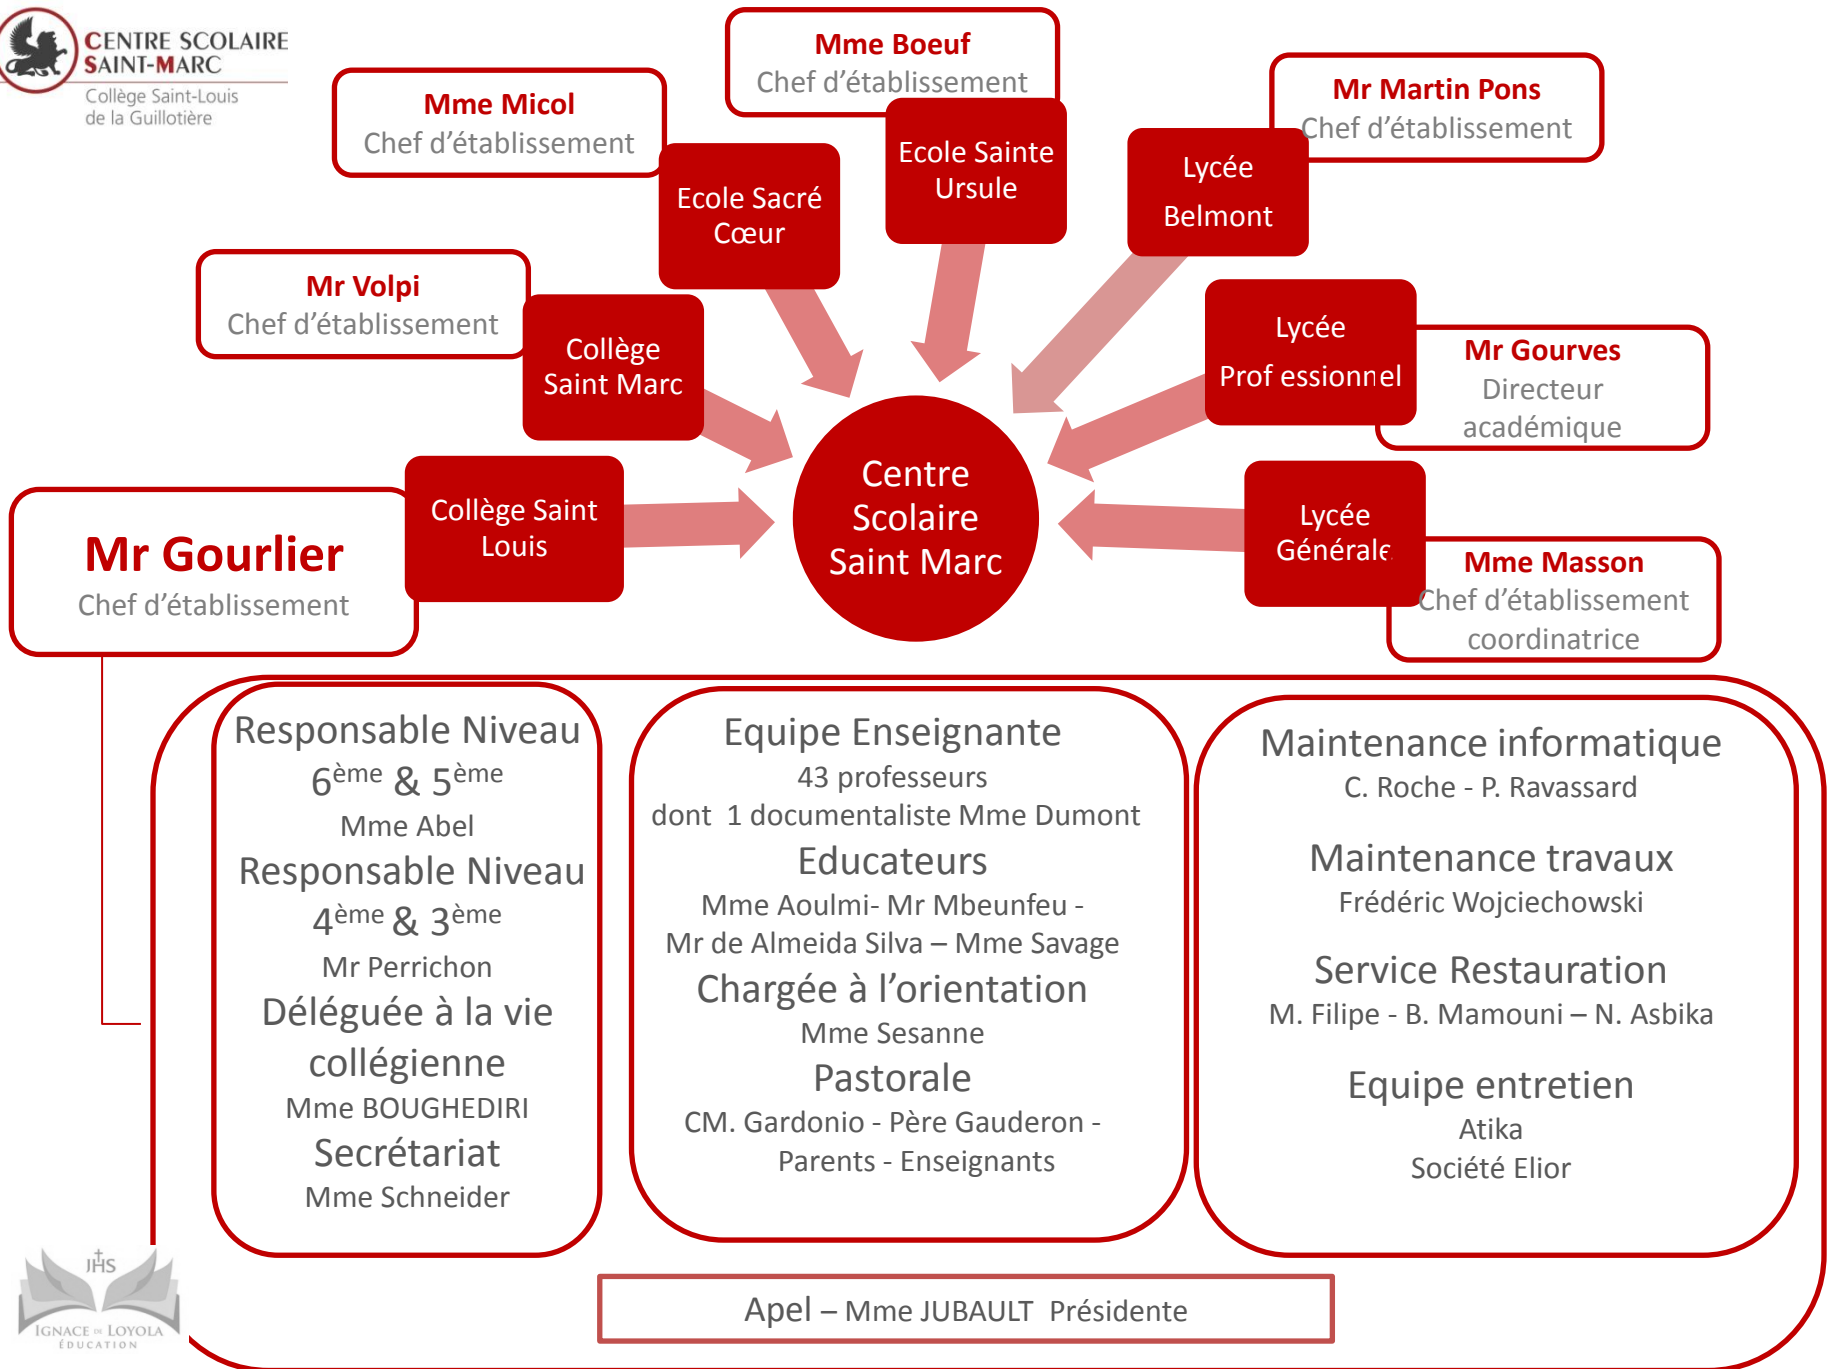 CENTRE SCOLAIRE
SAINT-MARC
Collège Saint-Louis
de la Guillotière
Mme Boeuf
Chef d'établissement
Mme Micol
Chef d'établissement
Mr Martin Pons
Chef d'établissement
Ecole Sainte
Ursule
Lycée
Belmont
Ecole Sacré
Cœur
Mr Volpi
Chef d'établissement
Collège
Saint Marc
Lycée
Prof essionnel
Mr Gourves
Directeur
académique
Mr Gourlier
Chef d'établissement
Collège Saint
Louis
Centre
Scolaire
Saint Marc
Lycée
Générale
Mme Masson
Chef d'établissement
coordinatrice
Responsable Niveau
6ème & 5ème
Mme Abel
Responsable Niveau
4ème & 3ème
Mr Perrichon
Déléguée à la vie
collégienne
Mme BOUGHEDIRI
Secrétariat
Mme Schneider
Equipe Enseignante
43 professeurs
dont 1 documentaliste Mme Dumont
Educateurs
Mme Aoulmi- Mr Mbeunfeu -
Mr de Almeida Silva – Mme Savage
Chargée à l'orientation
Mme Sesanne
Pastorale
CM. Gardonio - Père Gauderon -
Parents - Enseignants
Maintenance informatique
C. Roche - P. Ravassard
Maintenance travaux
Frédéric Wojciechowski
Service Restauration
M. Filipe - B. Mamouni – N. Asbika
Equipe entretien
Atika
Société Elior
Apel – Mme JUBAULT Présidente
JHS
IGNACE DE LOYOLA
ÉDUCATION